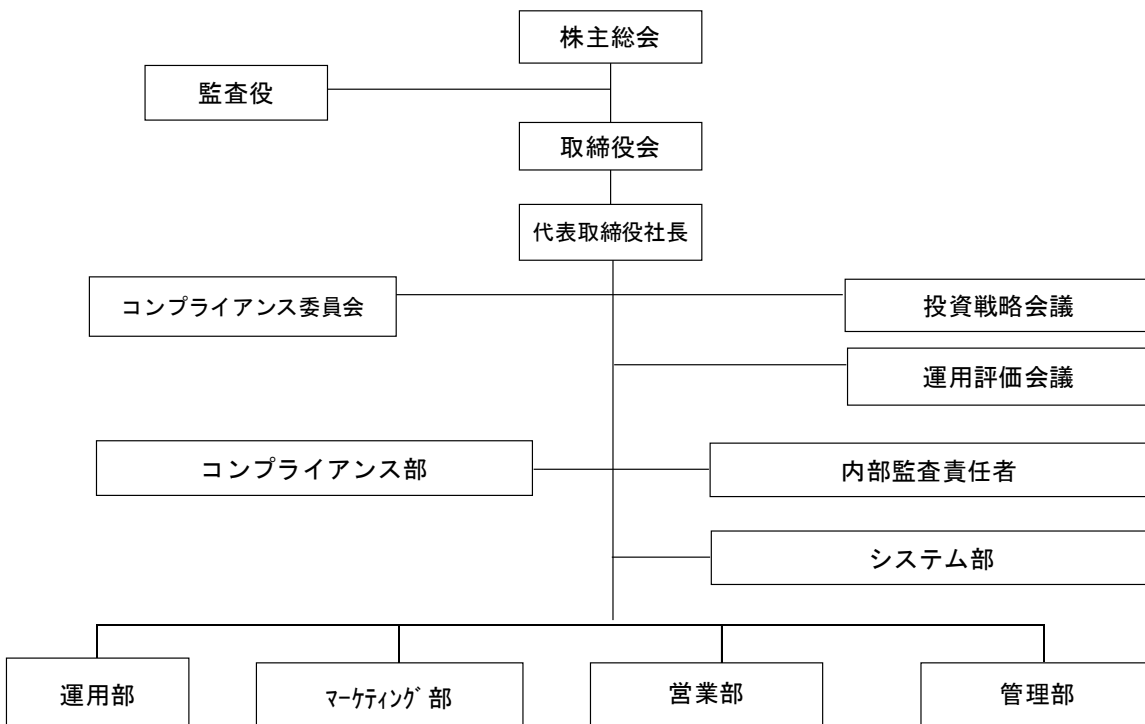 株主総会
監査役
取締役会
代表取締役社長
コンプライアンス委員会
投資戦略会議
運用評価会議
コンプライアンス部
内部監査責任者
システム部
運用部
ﾏｰｹﾃｨﾝｸﾞ部
営業部
管理部